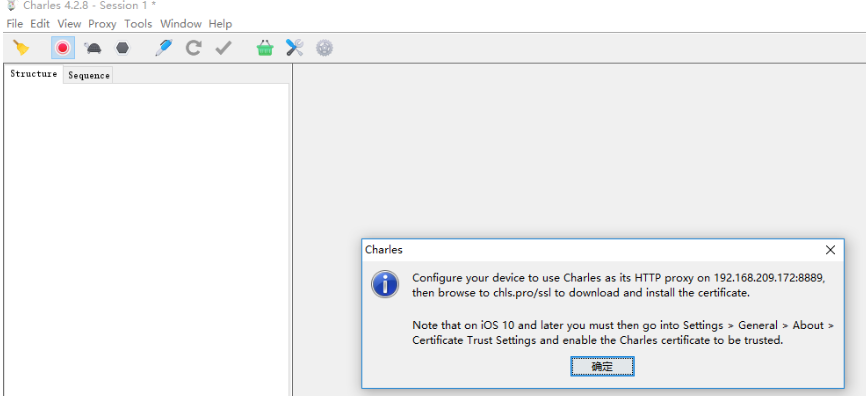 Charles 4.2.8 - Session 1 *
File Edit View Proxy Tools Window Help
Structure Sequence
Charles
Configure your device to use Charles as its HTTP proxy on 192.168.209.172:8889,
then browse to chls.pro/ssl to download and install the certificate.
Note that on iOS 10 and later you must then go into Settings > General > About >
Certificate Trust Settings and enable the Charles certificate to be trusted.
确定